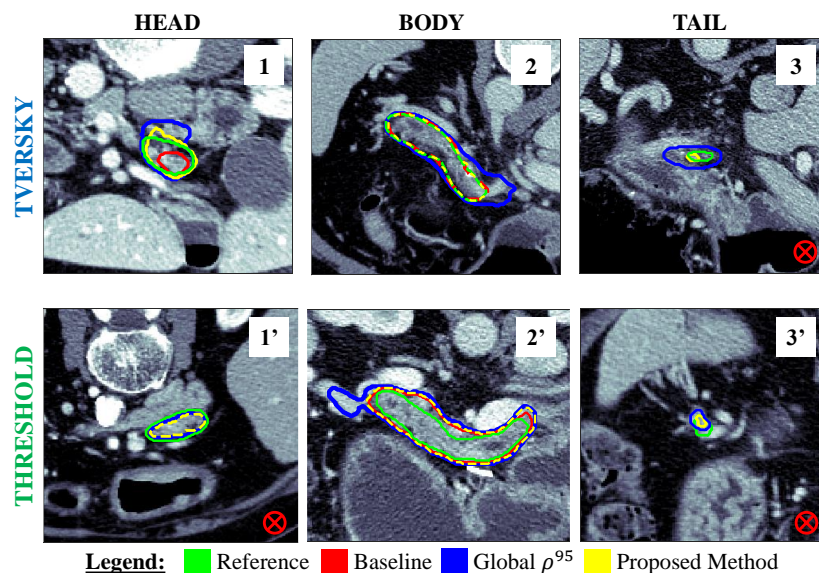 HEAD BODY TAIL
TVERSKY
1 2 3
THRESHOLD
1' 2' 3'
Legend: Reference Baseline Global ρ⁹⁵ Proposed Method